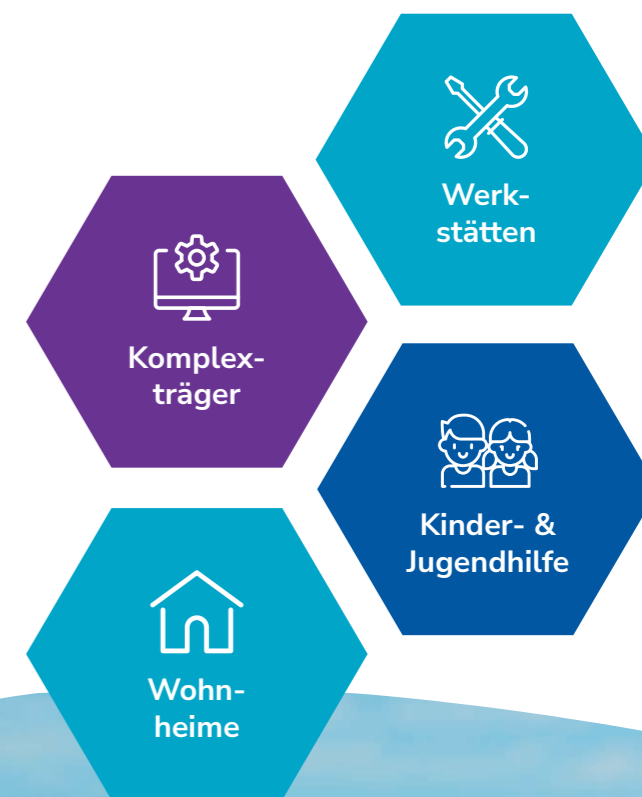 Werk-
stätten
Komplex-
träger
Kinder- &
Jugendhilfe
Wohn-
heime